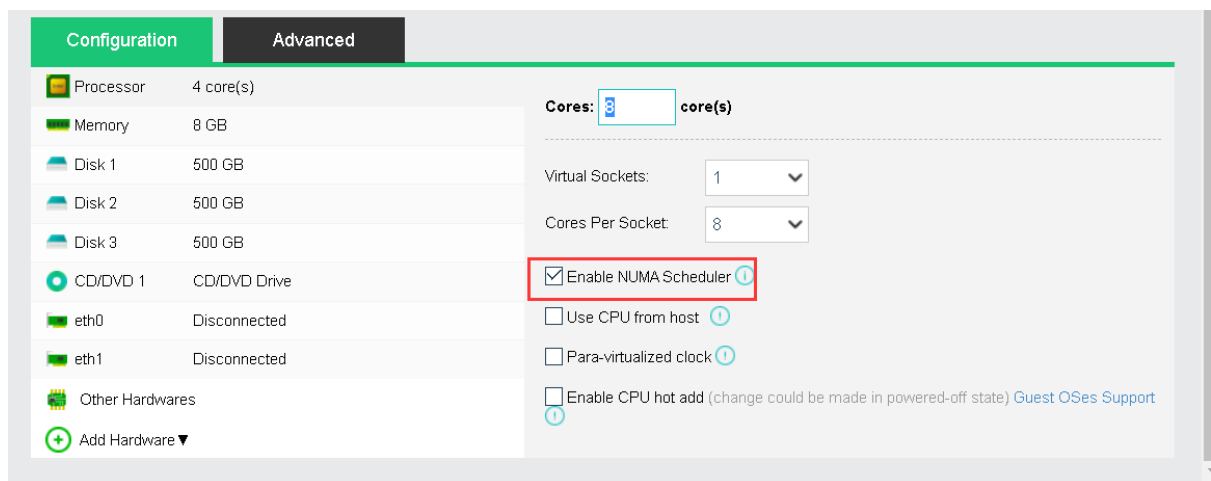 Configuration
Advanced
Processor 4 core(s)
Memory 8 GB
Disk 1 500 GB
Disk 2 500 GB
Disk 3 500 GB
CD/DVD 1 CD/DVD Drive
eth0 Disconnected
eth1 Disconnected
Other Hardwares
Add Hardware▼
Cores: 8 core(s)
Virtual Sockets: 1
Cores Per Socket: 8
Enable NUMA Scheduler
Use CPU from host
Para-virtualized clock
Enable CPU hot add (change could be made in powered-off state) Guest OSes Support